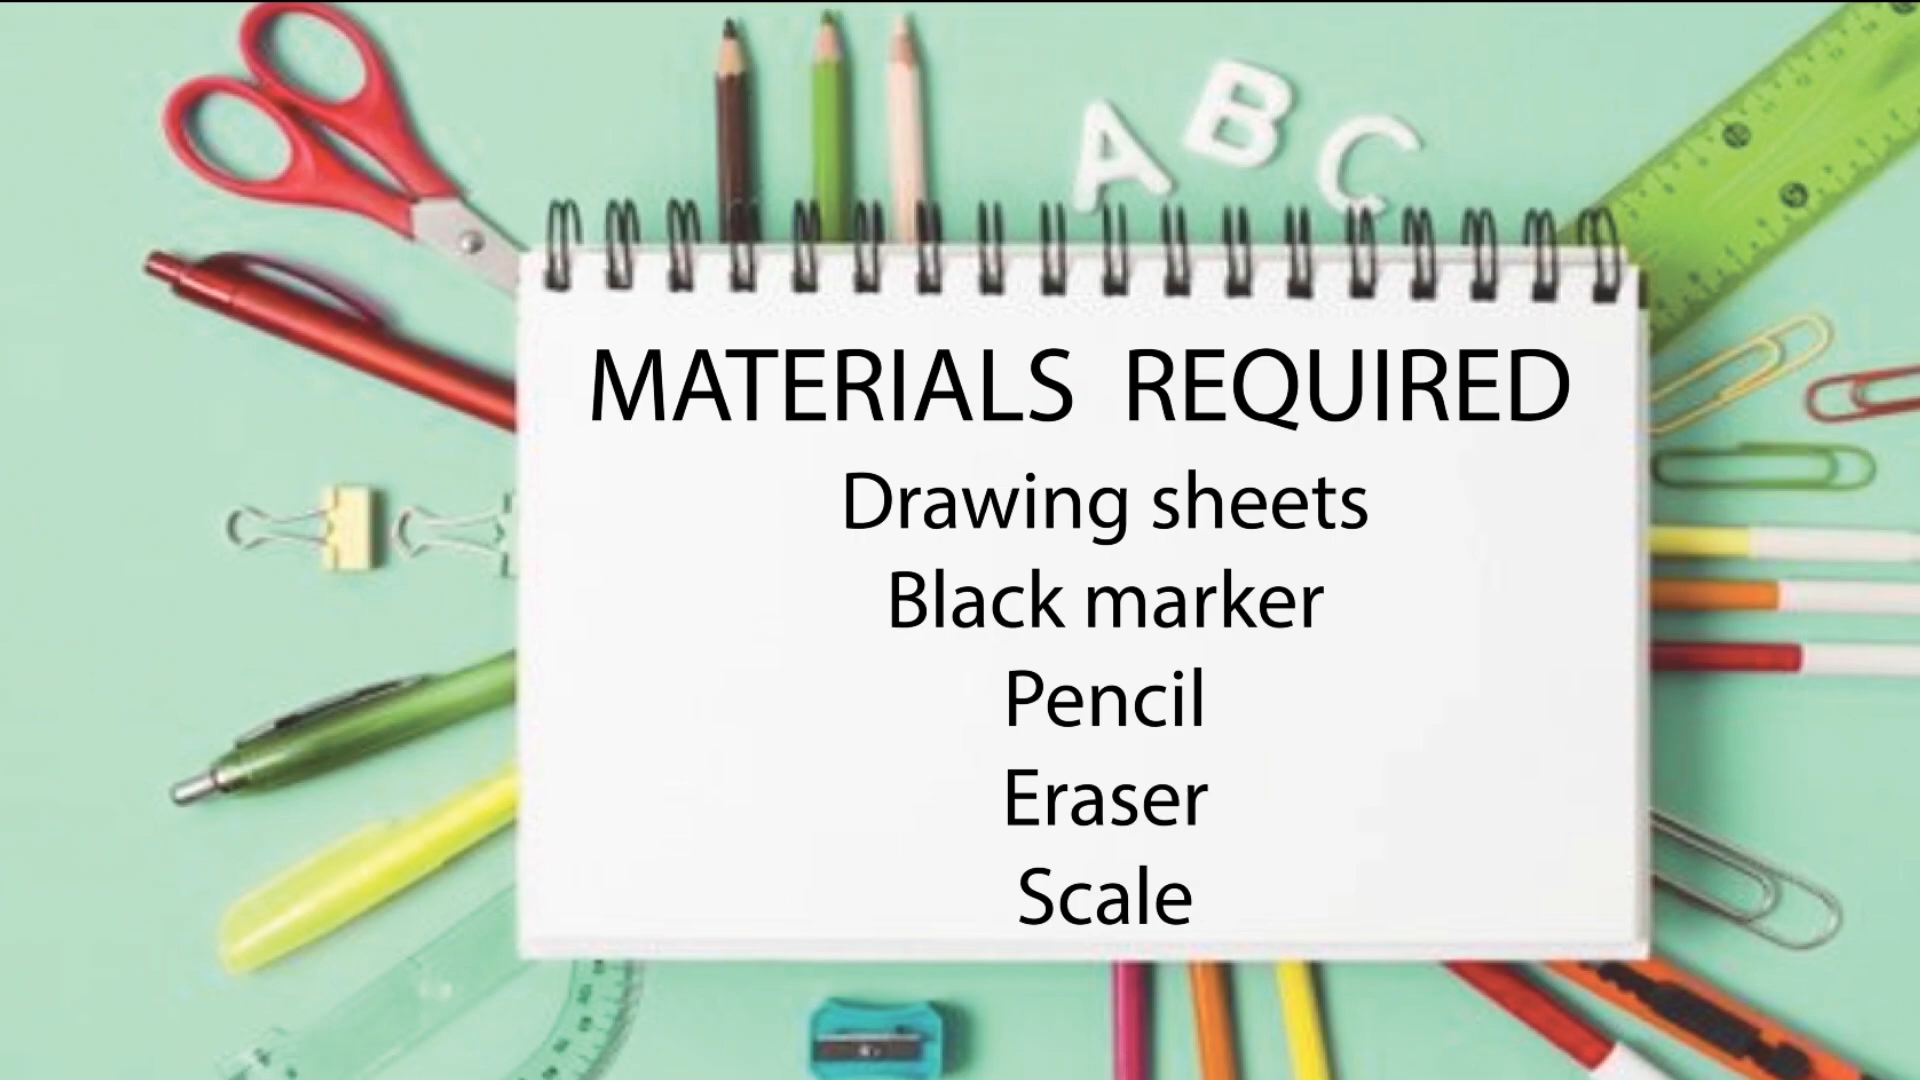 A B C
MATERIALS REQUIRED
Drawing sheets
Black marker
Pencil
Eraser
Scale